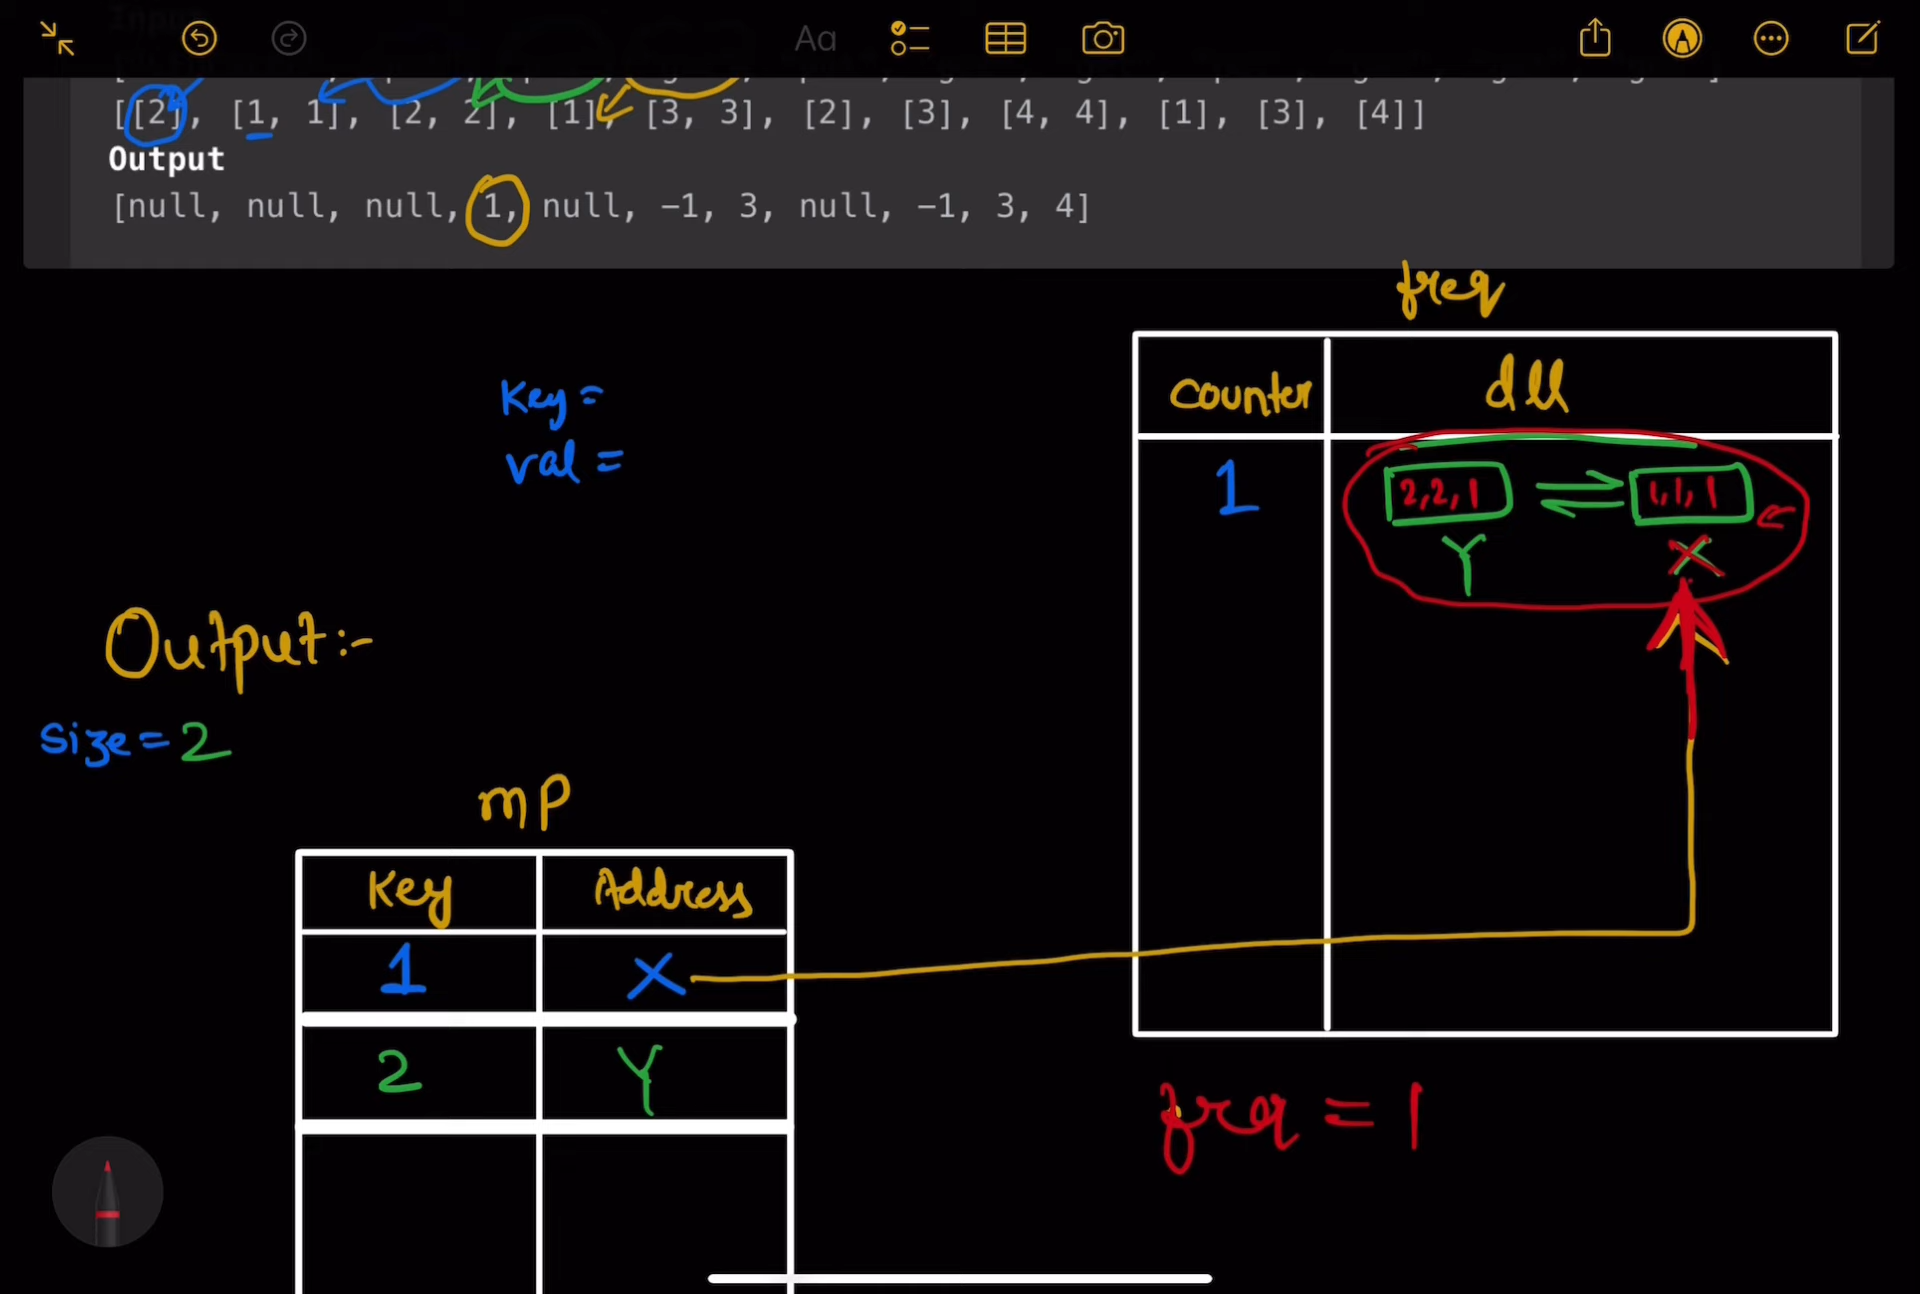 Aa
[[2], [1, 1], [2, 2], [1], [3, 3], [2], [3], [4, 4], [1], [3], [4]]
Output
[null, null, null, 1, null, −1, 3, null, −1, 3, 4]
freq
Counter dll
Key =
val =
1 2,2,1 1,1,1
Y X
Output:-
size = 2
mp
Key Address
1 X
2 Y
freq = 1